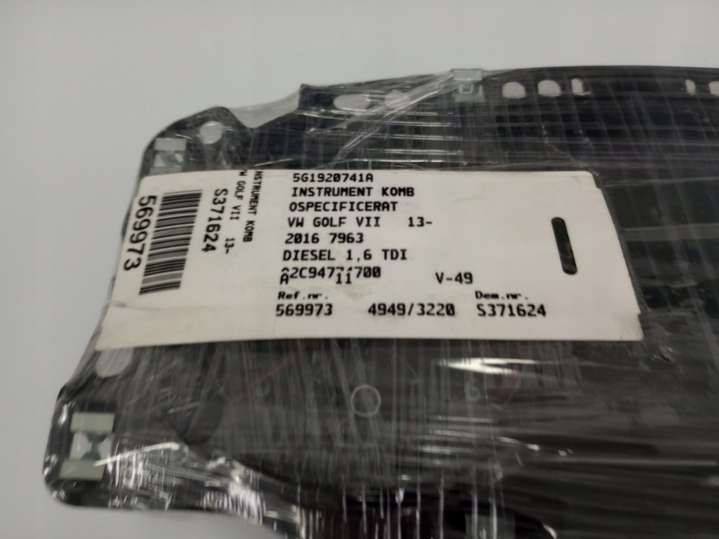 5G1920741A
INSTRUMENT KOMB
OSPECIFICERAT
VW GOLF VII 13-
2016 7963
DIESEL 1,6 TDI
A 11 V-49
Ref.nr. Dem.nr.
569973 4949/3220 S371624
INSTRUMENT KOMB
VW GOLF VII 13-
S371624
569973